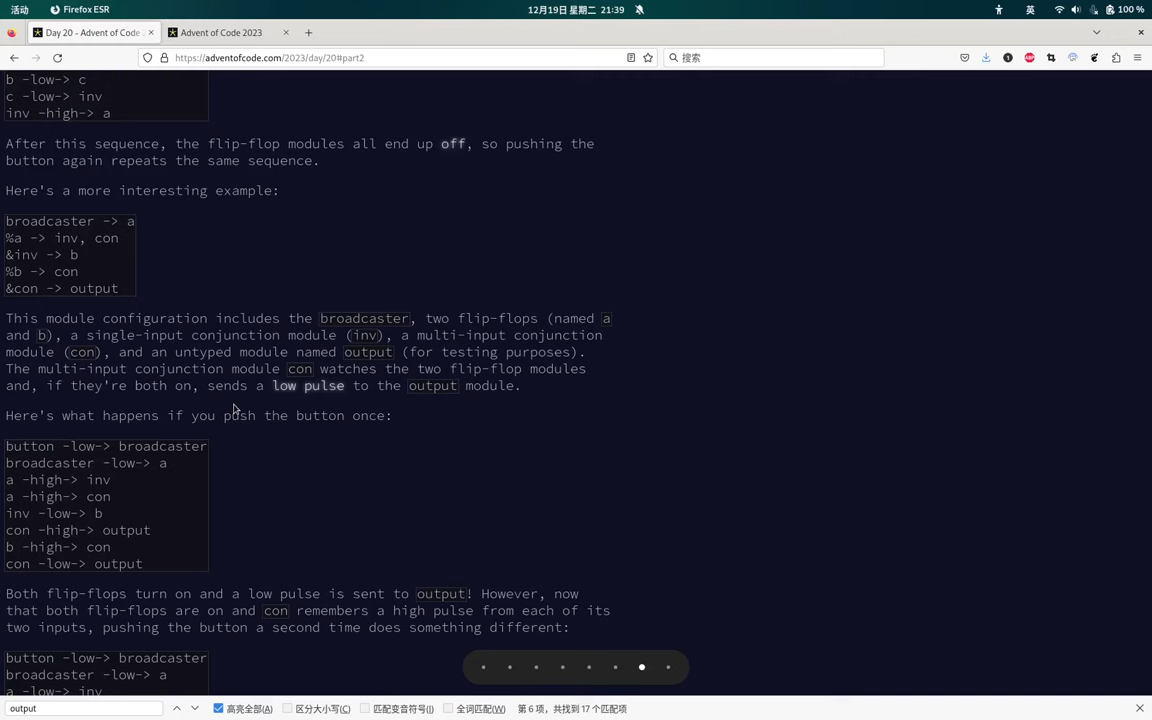 活动 Firefox ESR 12月19日星期二 21:39 英 100 %
Day 20 - Advent of Code 2 Advent of Code 2023
https://adventofcode.com/2023/day/20#part2 搜索
b -low-> c
c -low-> inv
inv -high-> a
After this sequence, the flip-flop modules all end up off, so pushing the
button again repeats the same sequence.
Here's a more interesting example:
broadcaster -> a
%a -> inv, con
&inv -> b
%b -> con
&con -> output
This module configuration includes the broadcaster, two flip-flops (named a
and b), a single-input conjunction module (inv), a multi-input conjunction
module (con), and an untyped module named output (for testing purposes).
The multi-input conjunction module con watches the two flip-flop modules
and, if they're both on, sends a low pulse to the output module.
Here's what happens if you push the button once:
button -low-> broadcaster
broadcaster -low-> a
a -high-> inv
a -high-> con
inv -low-> b
con -high-> output
b -high-> con
con -low-> output
Both flip-flops turn on and a low pulse is sent to output! However, now
that both flip-flops are on and con remembers a high pulse from each of its
two inputs, pushing the button a second time does something different:
button -low-> broadcaster
broadcaster -low-> a
a -low-> inv
output 高亮全部(A) 区分大小写(C) 匹配变音符号(I) 全词匹配(W) 第 6 项，共找到 17 个匹配项